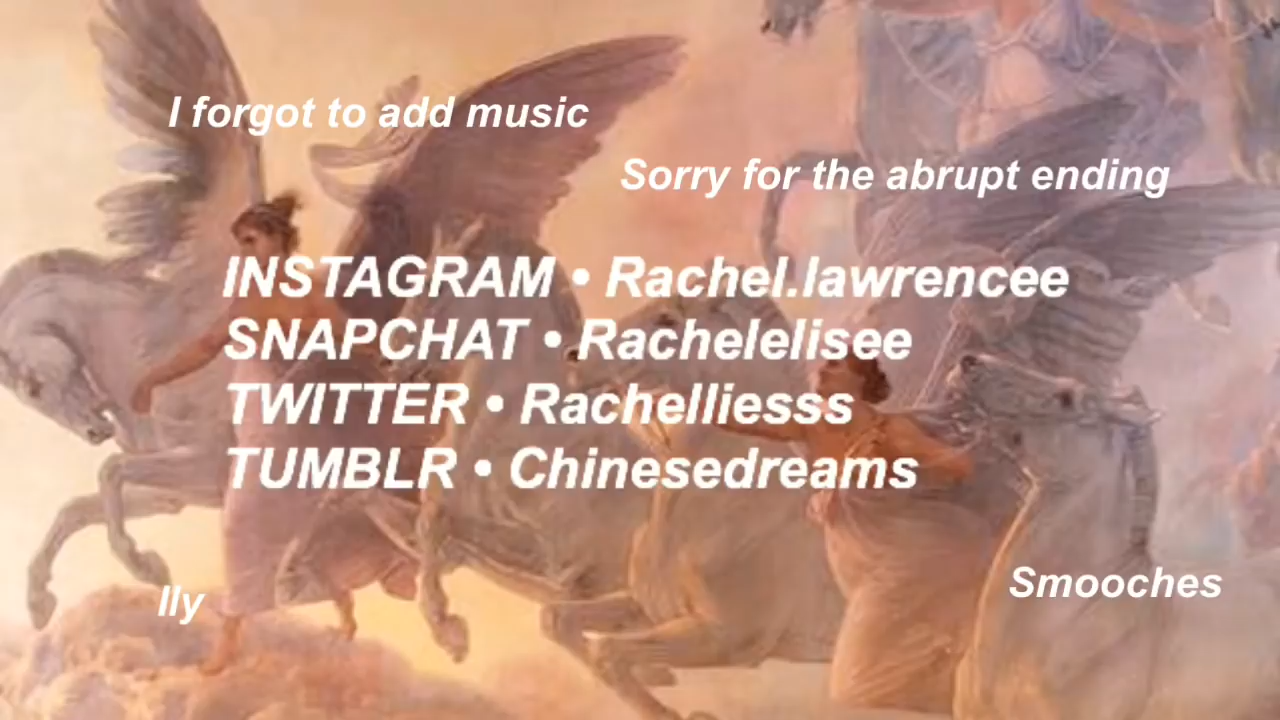 I forgot to add music
Sorry for the abrupt ending
INSTAGRAM • Rachel.lawrencee
SNAPCHAT • Rachelelisee
TWITTER • Rachelliesss
TUMBLR • Chinesedreams
Ily
Smooches